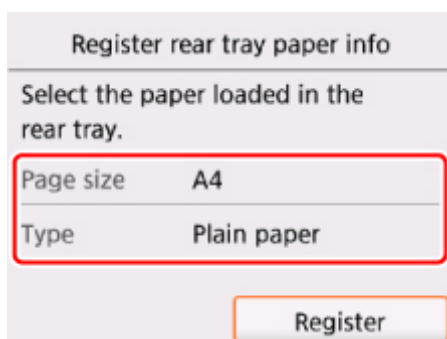 Register rear tray paper info
Select the paper loaded in the
rear tray.
Page size A4
Type Plain paper
Register